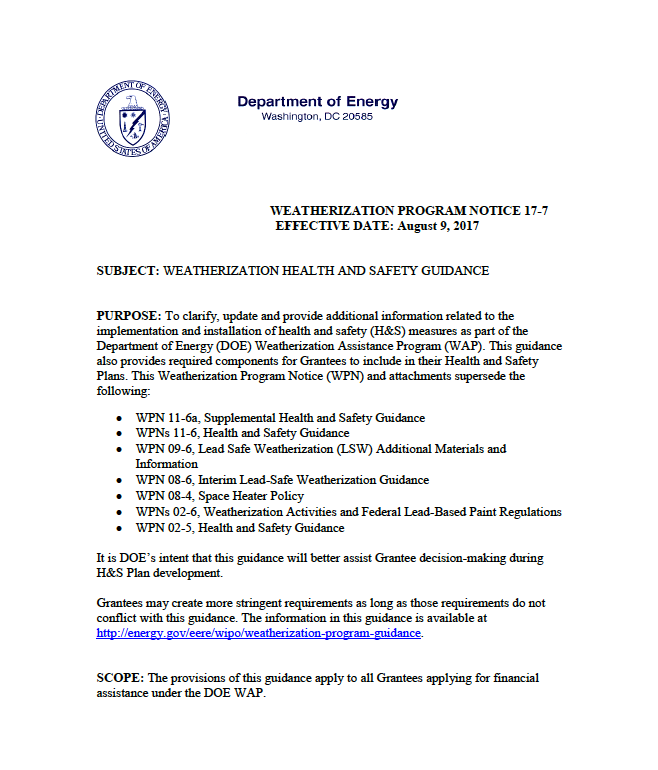 DEPARTMENT OF ENERGY
UNITED STATES OF AMERICA
Department of Energy
Washington, DC 20585
WEATHERIZATION PROGRAM NOTICE 17-7
EFFECTIVE DATE: August 9, 2017
SUBJECT: WEATHERIZATION HEALTH AND SAFETY GUIDANCE
PURPOSE: To clarify, update and provide additional information related to the
implementation and installation of health and safety (H&S) measures as part of the
Department of Energy (DOE) Weatherization Assistance Program (WAP). This guidance
also provides required components for Grantees to include in their Health and Safety
Plans. This Weatherization Program Notice (WPN) and attachments supersede the
following:
• WPN 11-6a, Supplemental Health and Safety Guidance
• WPNs 11-6, Health and Safety Guidance
• WPN 09-6, Lead Safe Weatherization (LSW) Additional Materials and
Information
• WPN 08-6, Interim Lead-Safe Weatherization Guidance
• WPN 08-4, Space Heater Policy
• WPNs 02-6, Weatherization Activities and Federal Lead-Based Paint Regulations
• WPN 02-5, Health and Safety Guidance
It is DOE’s intent that this guidance will better assist Grantee decision-making during
H&S Plan development.
Grantees may create more stringent requirements as long as those requirements do not
conflict with this guidance. The information in this guidance is available at
http://energy.gov/eere/wipo/weatherization-program-guidance.
SCOPE: The provisions of this guidance apply to all Grantees applying for financial
assistance under the DOE WAP.